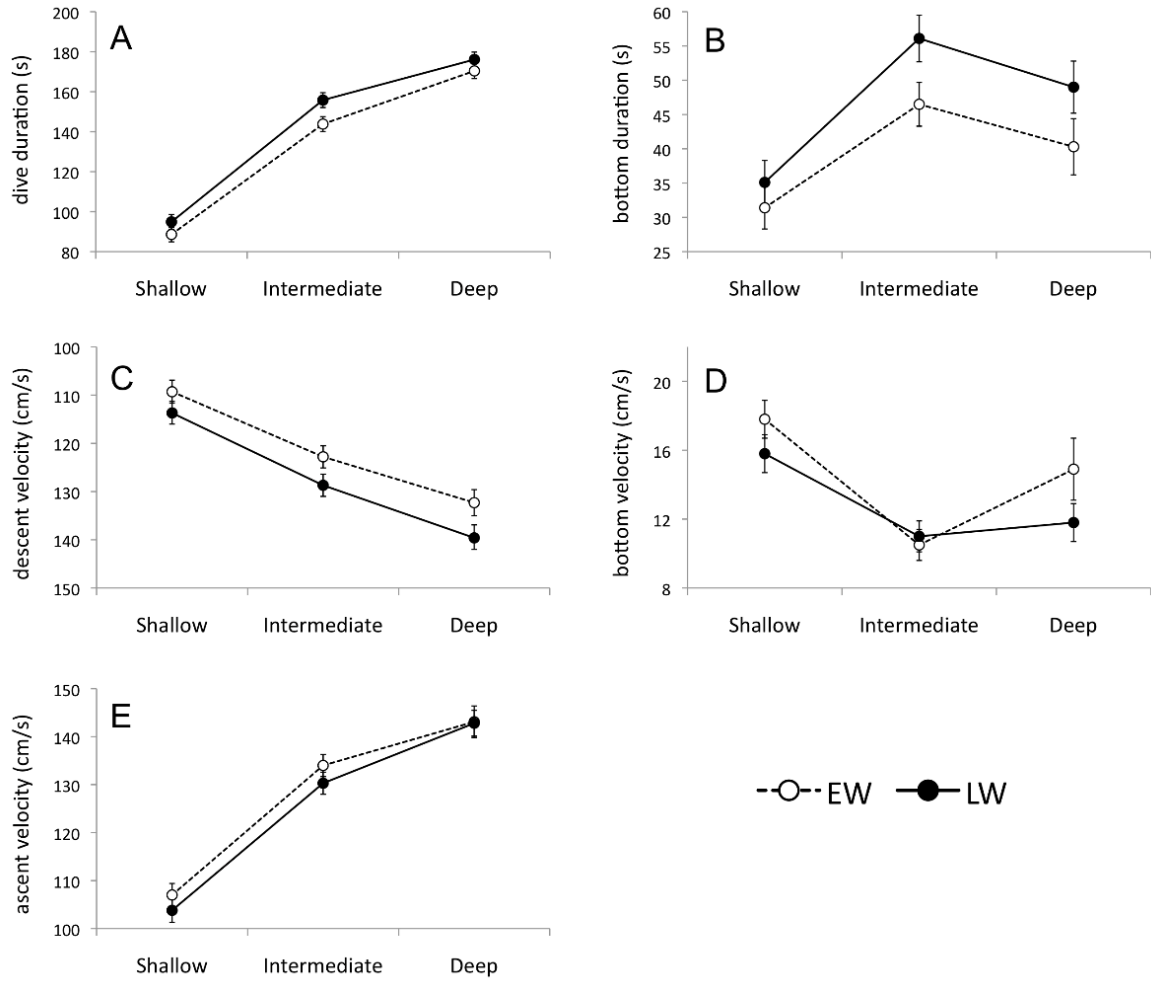 A
dive duration (s)
200
180
160
140
120
100
80
Shallow Intermediate Deep
B
bottom duration (s)
60
55
50
45
40
35
30
25
Shallow Intermediate Deep
C
descent velocity (cm/s)
100
110
120
130
140
150
Shallow Intermediate Deep
D
bottom velocity (cm/s)
20
16
12
8
Shallow Intermediate Deep
E
ascent velocity (cm/s)
150
140
130
120
110
100
Shallow Intermediate Deep
EW LW